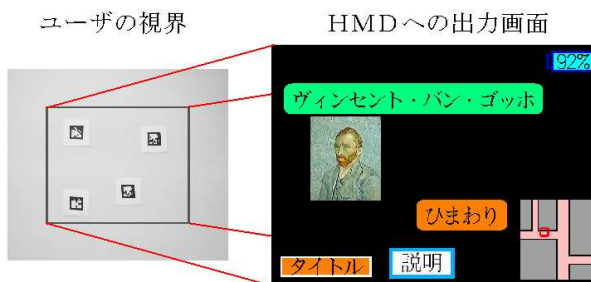 ユーザの視界
HMDへの出力画面
92%
ヴィンセント・バン・ゴッホ
ひまわり
タイトル
説明